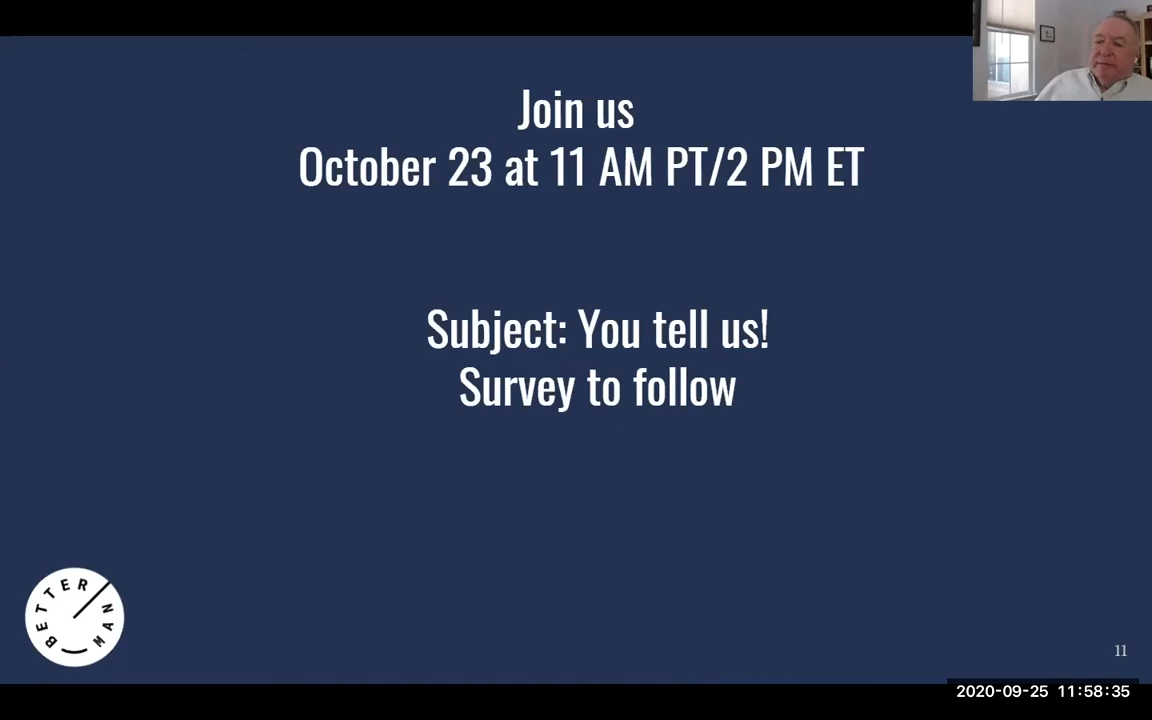 Join us
October 23 at 11 AM PT/2 PM ET
Subject: You tell us!
Survey to follow
BETTER MAN
11
2020-09-25 11:58:35